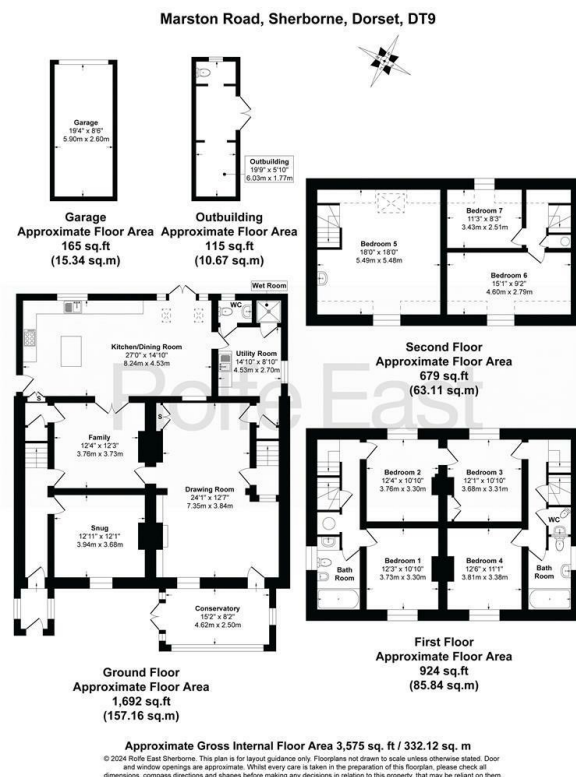 Marston Road, Sherborne, Dorset, DT9
Garage
19'4" x 8'6"
5.90m x 2.60m
Garage
Approximate Floor Area
165 sq.ft
(15.34 sq.m)
Outbuilding
19'9" x 5'10"
6.03m x 1.77m
Outbuilding
Approximate Floor Area
115 sq.ft
(10.67 sq.m)
Bedroom 5
18'0" x 18'0"
5.49m x 5.48m
Bedroom 7
11'3" x 8'3"
3.43m x 2.51m
Bedroom 6
15'1" x 9'2"
4.60m x 2.79m
Second Floor
Approximate Floor Area
679 sq.ft
(63.11 sq.m)
Wet Room
WC
Kitchen/Dining Room
27'0" x 14'10"
8.24m x 4.53m
Utility Room
14'10" x 8'10"
4.53m x 2.70m
S
Family
12'4" x 12'3"
3.76m x 3.73m
S
Drawing Room
24'1" x 12'7"
7.35m x 3.84m
Snug
12'11" x 12'1"
3.94m x 3.68m
Conservatory
15'2" x 8'2"
4.62m x 2.50m
Ground Floor
Approximate Floor Area
1,692 sq.ft
(157.16 sq.m)
Rolfe East
Bedroom 2
12'4" x 10'10"
3.76m x 3.30m
Bedroom 3
12'1" x 10'10"
3.68m x 3.31m
Bath
Room
Bedroom 1
12'3" x 10'10"
3.73m x 3.30m
Bedroom 4
12'6" x 11'1"
3.81m x 3.38m
WC
Bath
Room
First Floor
Approximate Floor Area
924 sq.ft
(85.84 sq.m)
Approximate Gross Internal Floor Area 3,575 sq. ft / 332.12 sq. m
© 2024 Rolfe East Sherborne. This plan is for layout guidance only. Floorplans not drawn to scale unless otherwise stated. Door
and window openings are approximate. Whilst every care is taken in the preparation of this floorplan, please check all
dimensions, compass directions and shapes before making any decisions in relation to this property, that may be reliant on them.